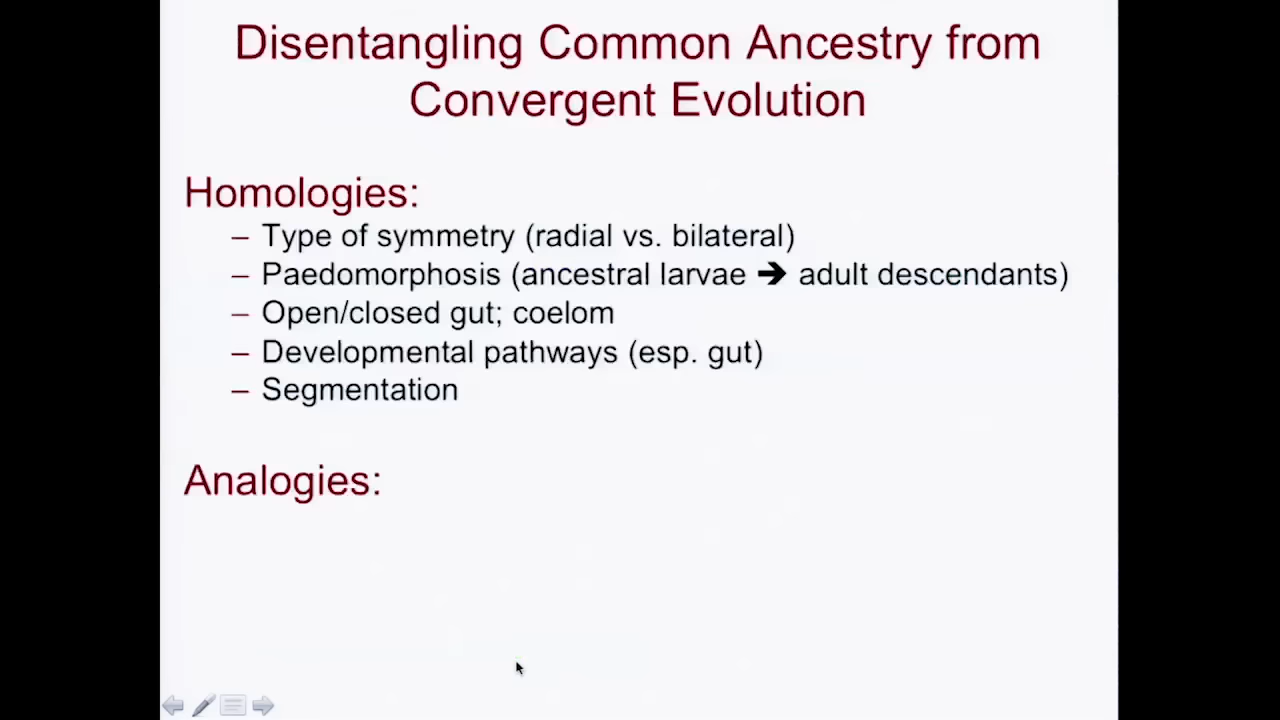 Disentangling Common Ancestry from
Convergent Evolution
Homologies:
– Type of symmetry (radial vs. bilateral)
– Paedomorphosis (ancestral larvae ➔ adult descendants)
– Open/closed gut; coelom
– Developmental pathways (esp. gut)
– Segmentation
Analogies: